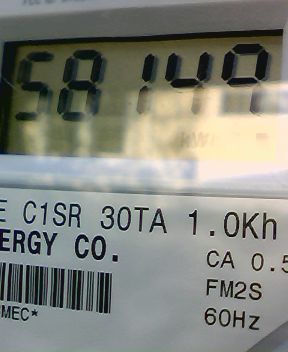 58149
E C1SR 30TA 1.0Kh
ERGY CO.
CA 0.5
FM2S
MEC*
60Hz